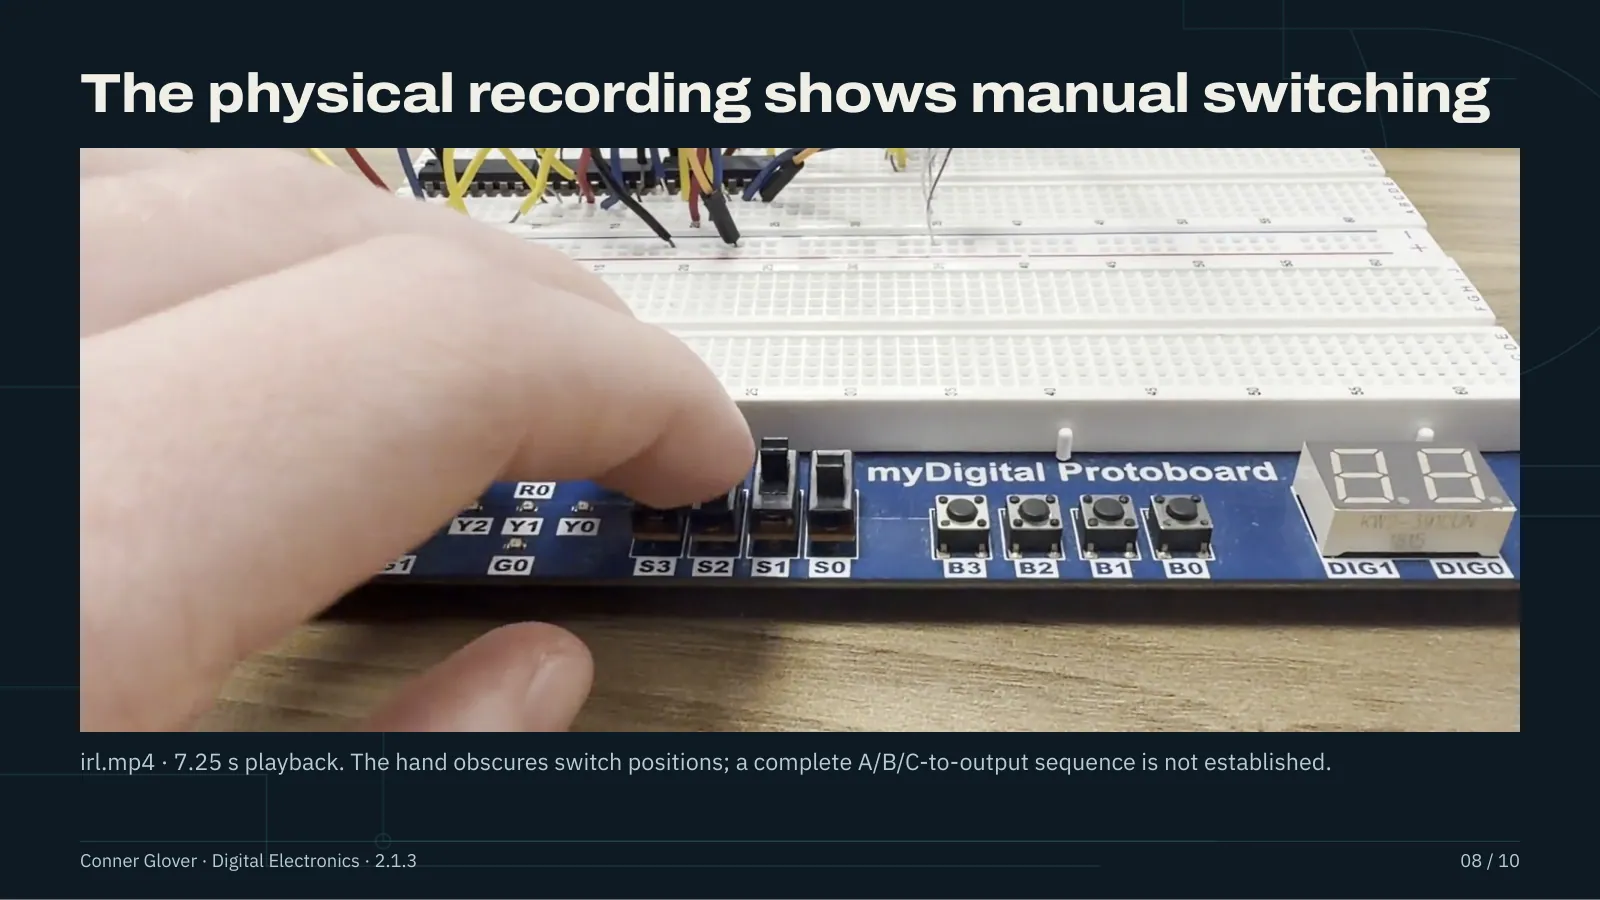 The physical recording shows manual switching
myDigital Protoboard
R0
Y2 Y1 Y0
G1 G0
S3 S2 S1 S0
B3 B2 B1 B0
DIG1 DIG0
irl.mp4 · 7.25 s playback. The hand obscures switch positions; a complete A/B/C-to-output sequence is not established.
Conner Glover · Digital Electronics · 2.1.3
08 / 10